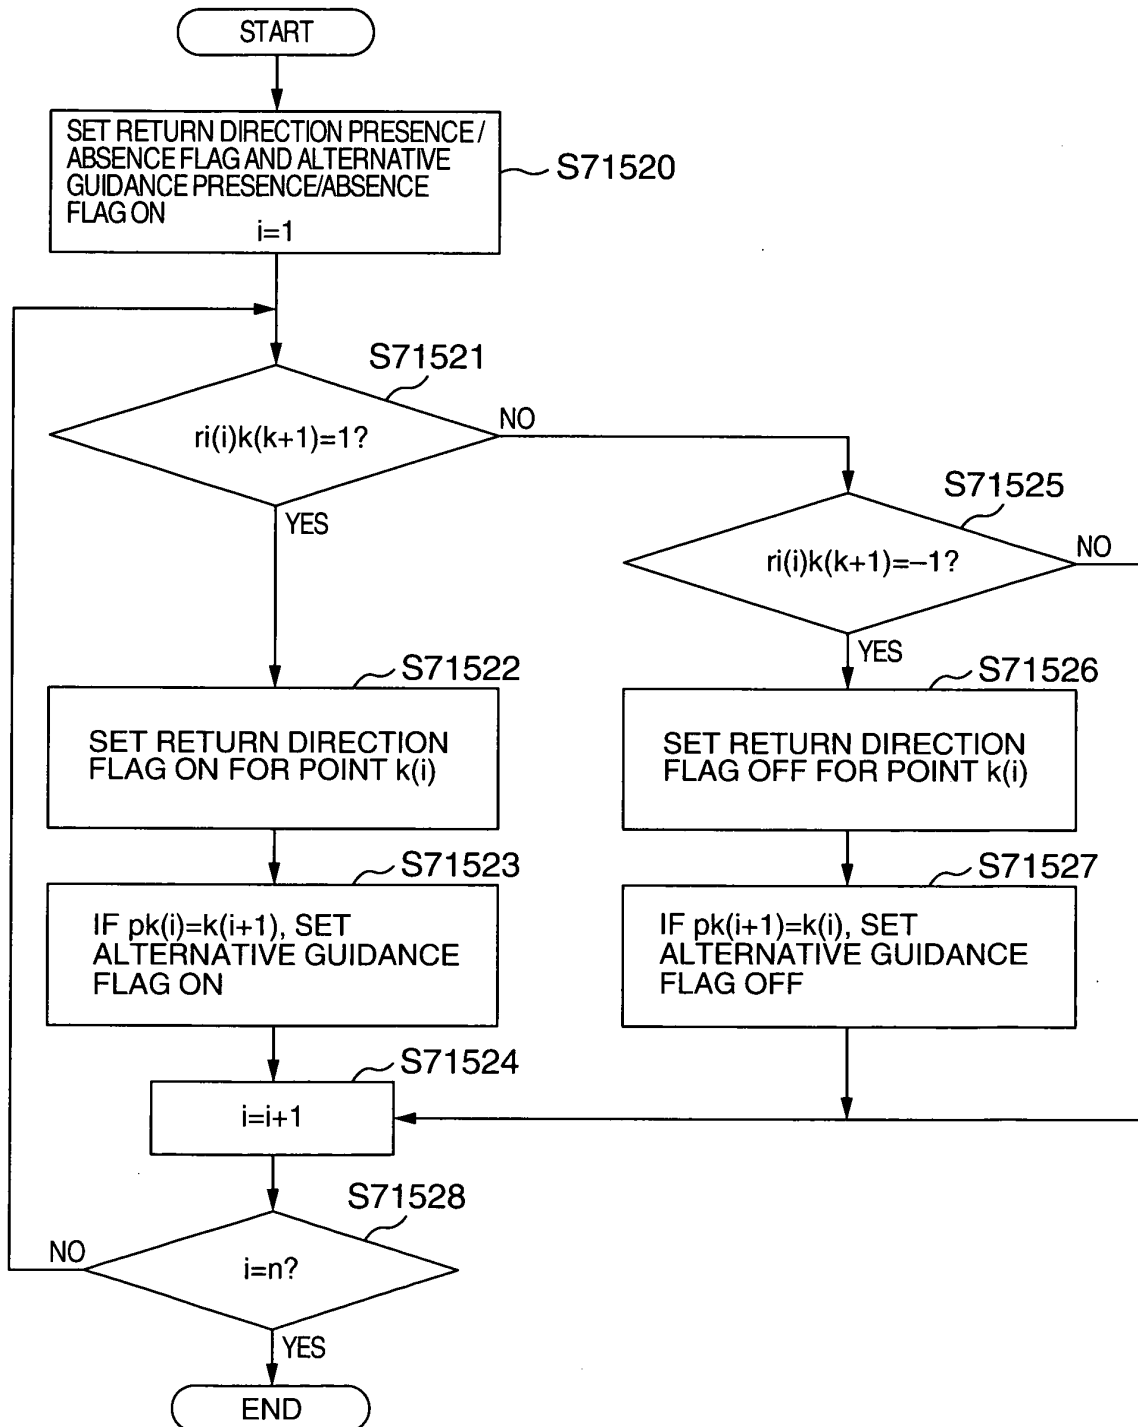 START
SET RETURN DIRECTION PRESENCE/
ABSENCE FLAG AND ALTERNATIVE
GUIDANCE PRESENCE/ABSENCE
FLAG ON
i=1
S71520
S71521
ri(i)k(k+1)=1?
NO
YES
S71525
ri(i)k(k+1)=–1?
NO
YES
S71522
SET RETURN DIRECTION
FLAG ON FOR POINT k(i)
S71526
SET RETURN DIRECTION
FLAG OFF FOR POINT k(i)
S71523
IF pk(i)=k(i+1), SET
ALTERNATIVE GUIDANCE
FLAG ON
S71527
IF pk(i+1)=k(i), SET
ALTERNATIVE GUIDANCE
FLAG OFF
S71524
i=i+1
S71528
i=n?
NO
YES
END